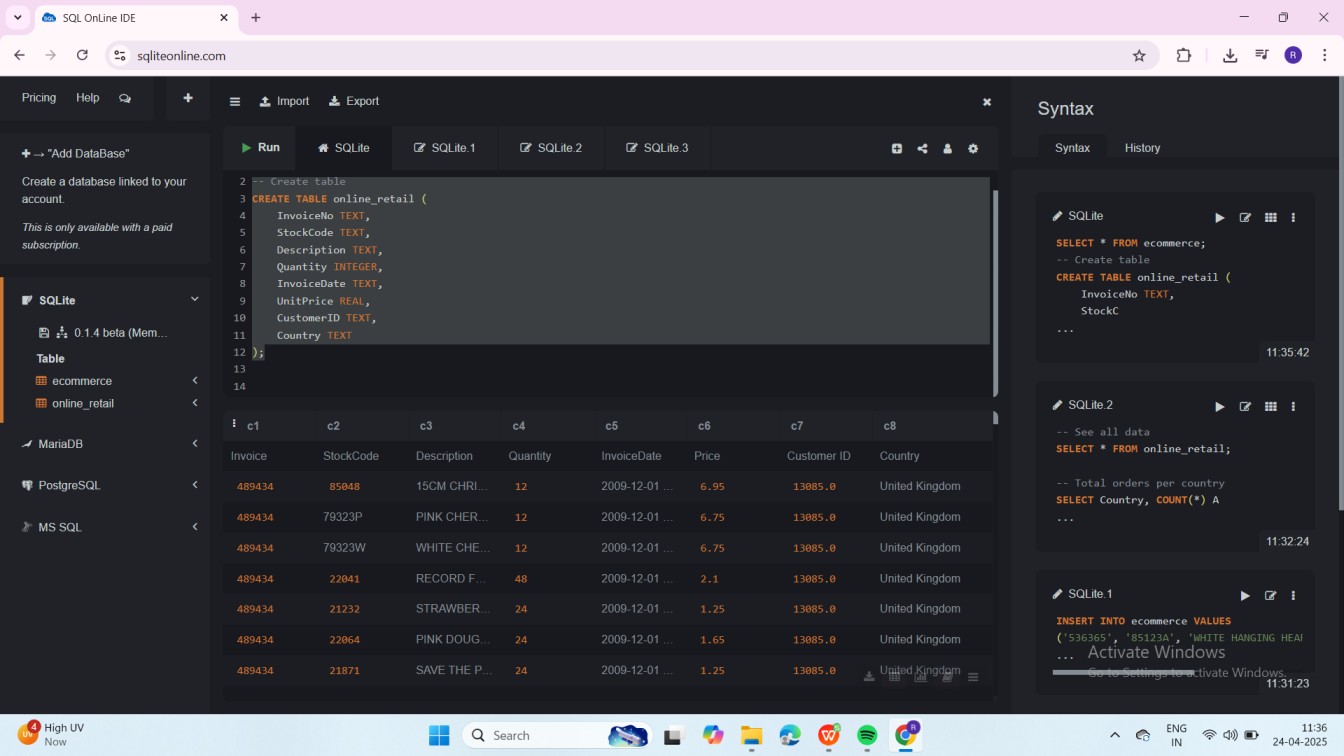 SQL OnLine IDE
sqliteonline.com
R
Pricing Help
Import Export
Run SQLite SQLite.1 SQLite.2 SQLite.3
→ "Add DataBase"
Create a database linked to your
account.
This is only available with a paid
subscription.
SQLite
0.1.4 beta (Mem...
Table
ecommerce
online_retail
MariaDB
PostgreSQL
MS SQL
2 -- Create table
3 CREATE TABLE online_retail (
4 InvoiceNo TEXT,
5 StockCode TEXT,
6 Description TEXT,
7 Quantity INTEGER,
8 InvoiceDate TEXT,
9 UnitPrice REAL,
10 CustomerID TEXT,
11 Country TEXT
12 );
13
14
c1 c2 c3 c4 c5 c6 c7 c8
Invoice StockCode Description Quantity InvoiceDate Price Customer ID Country
489434 85048 15CM CHRI... 12 2009-12-01 ... 6.95 13085.0 United Kingdom
489434 79323P PINK CHER... 12 2009-12-01 ... 6.75 13085.0 United Kingdom
489434 79323W WHITE CHE... 12 2009-12-01 ... 6.75 13085.0 United Kingdom
489434 22041 RECORD F... 48 2009-12-01 ... 2.1 13085.0 United Kingdom
489434 21232 STRAWBER... 24 2009-12-01 ... 1.25 13085.0 United Kingdom
489434 22064 PINK DOUG... 24 2009-12-01 ... 1.65 13085.0 United Kingdom
489434 21871 SAVE THE P... 24 2009-12-01 ... 1.25 13085.0 United Kingdom
Syntax
Syntax History
SQLite
SELECT * FROM ecommerce;
-- Create table
CREATE TABLE online_retail (
InvoiceNo TEXT,
StockC
...
11:35:42
SQLite.2
-- See all data
SELECT * FROM online_retail;
-- Total orders per country
SELECT Country, COUNT(*) A
...
11:32:24
SQLite.1
INSERT INTO ecommerce VALUES
('536365', '85123A', 'WHITE HANGING HEAR
...
11:31:23
Activate Windows
Go to Settings to activate Windows.
4
UV
High UV
Now
Search
R
ENG
IN
11:36
24-04-2025